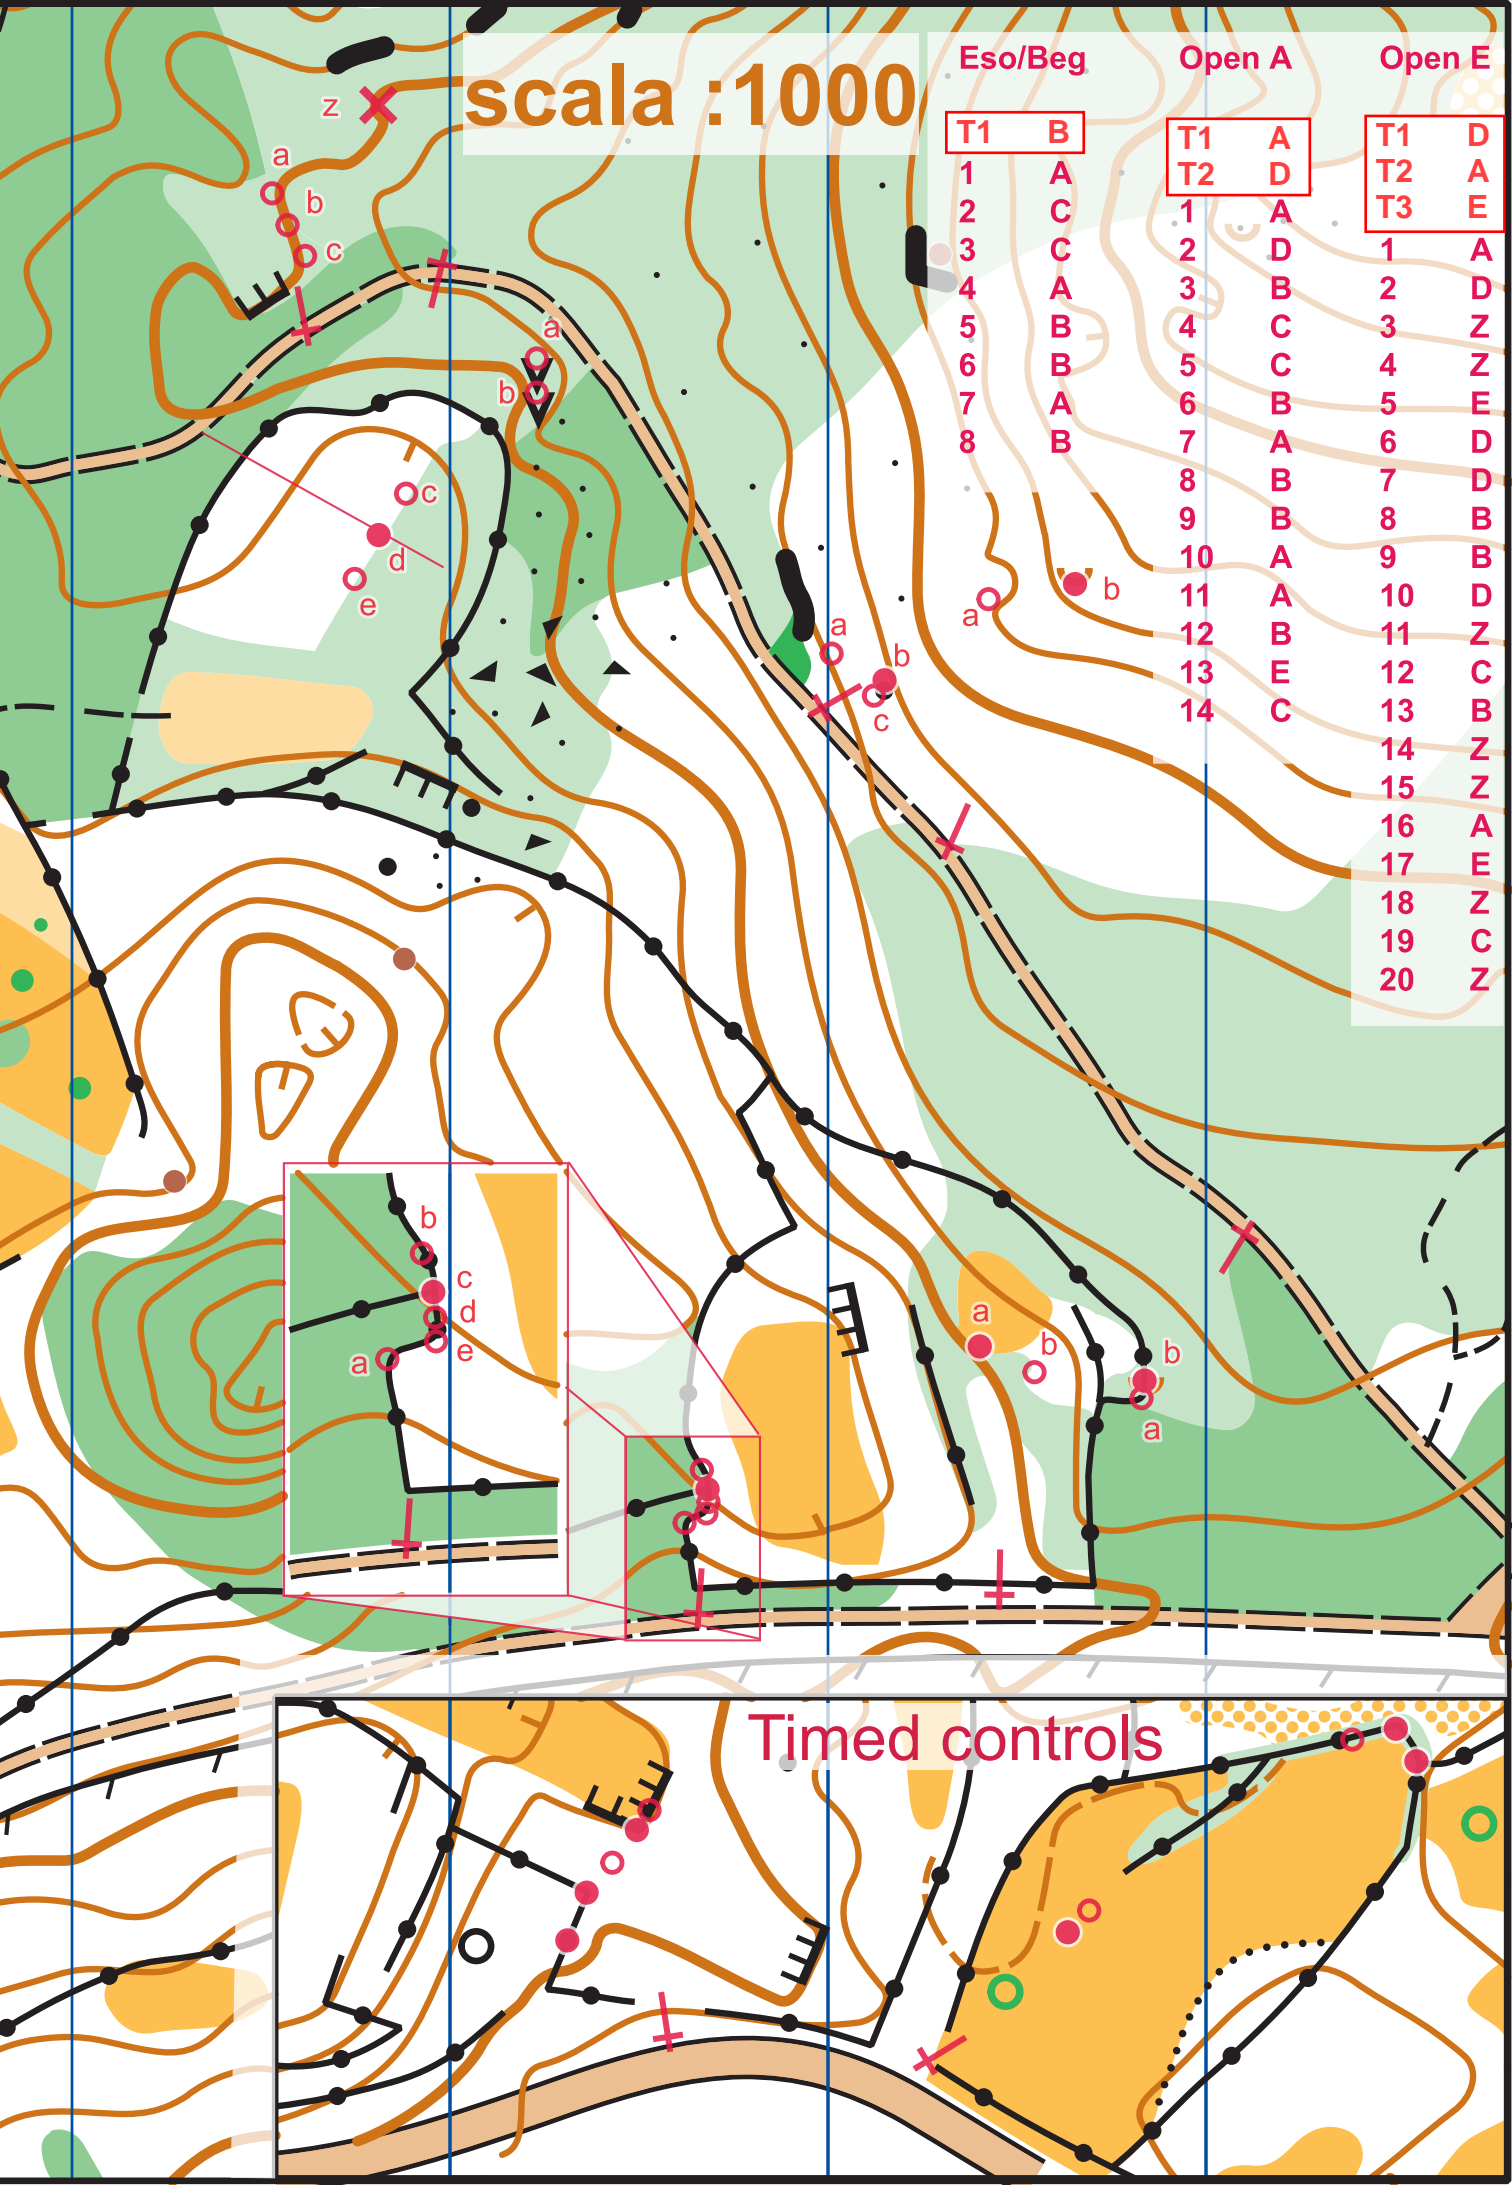 scala :1000
Eso/Beg
T1 B
1 A
2 C
3 C
4 A
5 B
6 B
7 A
8 B
Open A
T1 A
T2 D
1 A
2 D
3 B
4 C
5 C
6 B
7 A
8 B
9 B
10 A
11 A
12 B
13 E
14 C
Open E
T1 D
T2 A
T3 E
1 A
2 D
3 Z
4 Z
5 E
6 D
7 D
8 B
9 B
10 D
11 Z
12 C
13 B
14 Z
15 Z
16 A
17 E
18 Z
19 C
20 Z
z
a
b
c
a
b
c
d
e
a
b
a
b
c
a
b
b
c
d
e
a
a
b
b
a
Timed controls